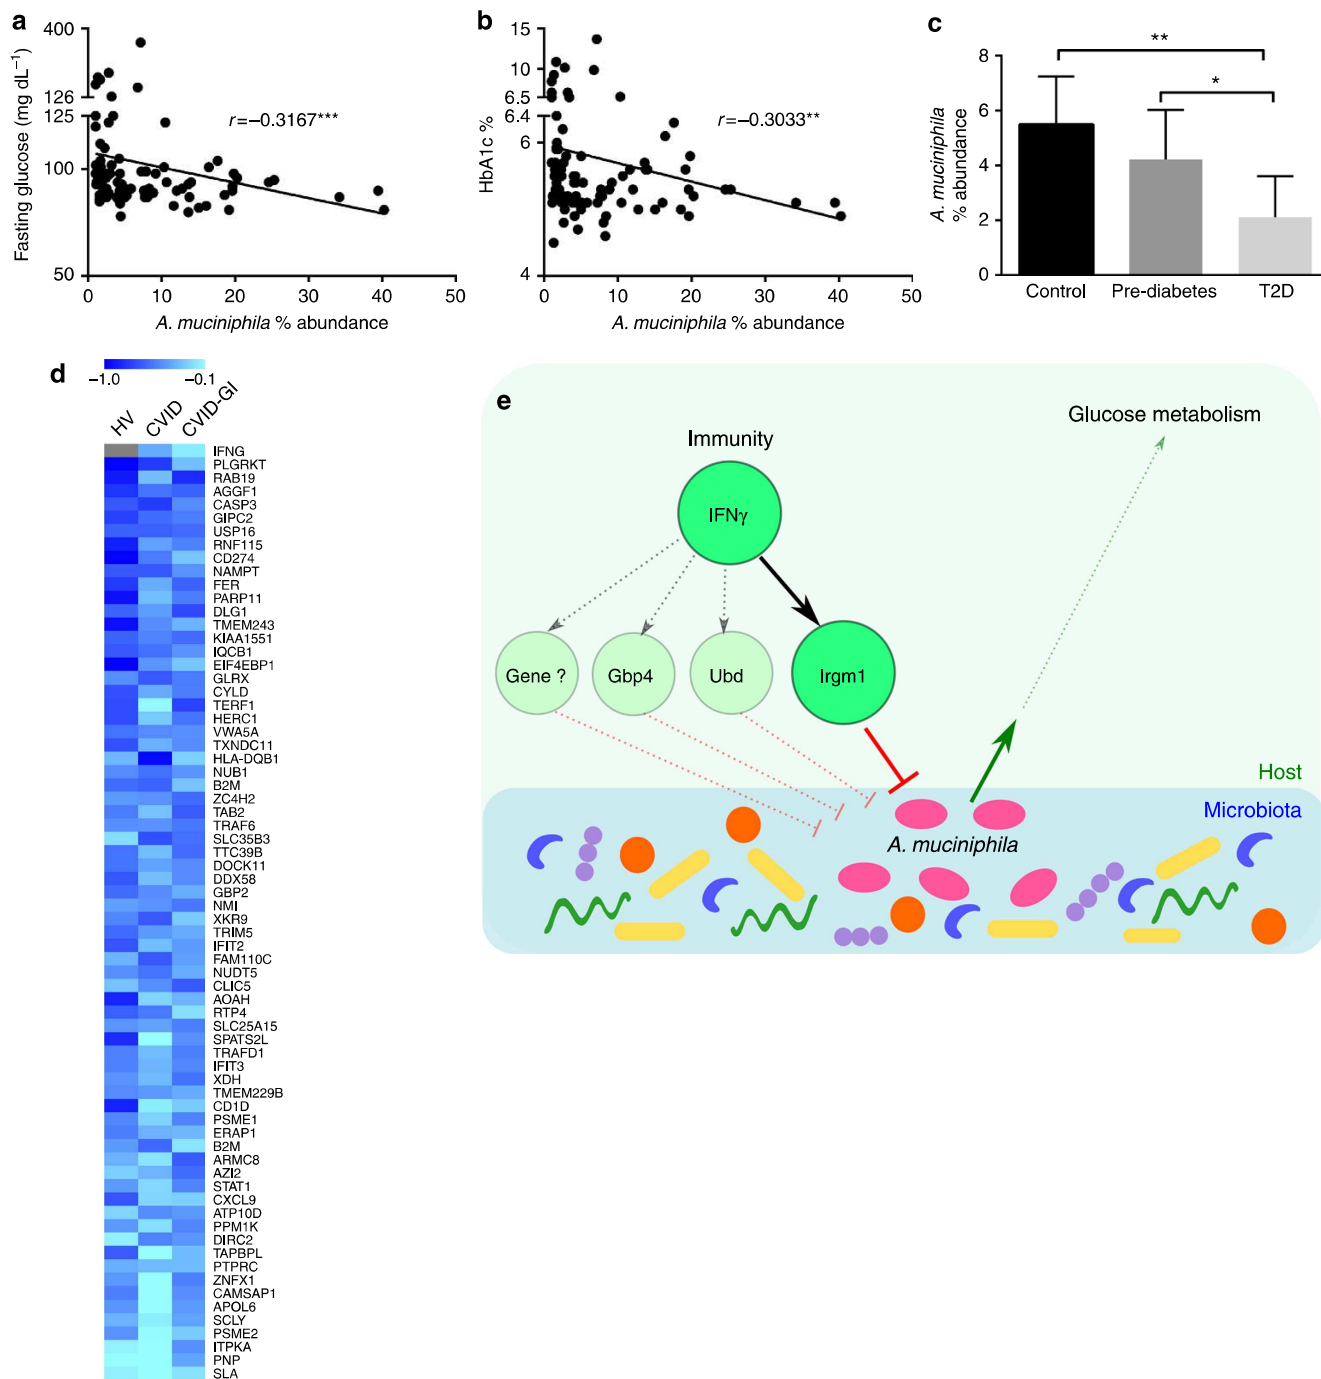 a
400
126
125
100
50
Fasting glucose (mg dL−1)
r=−0.3167***
0 10 20 30 40 50
A. muciniphila % abundance
b
15
10
6.5
6.4
6
4
HbA1c %
r=−0.3033**
0 10 20 30 40 50
A. muciniphila % abundance
c
8
6
4
2
0
A. muciniphila
% abundance
**
*
Control Pre-diabetes T2D
d
−1.0 −0.1
HV CVID CVID-GI
IFNG
PLGRKT
RAB19
AGGF1
CASP3
GIPC2
USP16
RNF115
CD274
NAMPT
FER
PARP11
DLG1
TMEM243
KIAA1551
IQCB1
EIF4EBP1
GLRX
CYLD
TERF1
HERC1
VWA5A
TXNDC11
HLA-DQB1
NUB1
B2M
ZC4H2
TAB2
TRAF6
SLC35B3
TTC39B
DOCK11
DDX58
GBP2
NMI
XKR9
TRIM5
IFIT2
FAM110C
NUDT5
CLIC5
AOAH
RTP4
SLC25A15
SPATS2L
TRAFD1
IFIT3
XDH
TMEM229B
CD1D
PSME1
ERAP1
B2M
ARMC8
AZI2
STAT1
CXCL9
ATP10D
PPM1K
DIRC2
TAPBPL
PTPRC
ZNFX1
CAMSAP1
APOL6
SCLY
PSME2
ITPKA
PNP
SLA
e
Glucose metabolism
Immunity
IFNγ
Gene ? Gbp4 Ubd Irgm1
Host
Microbiota
A. muciniphila